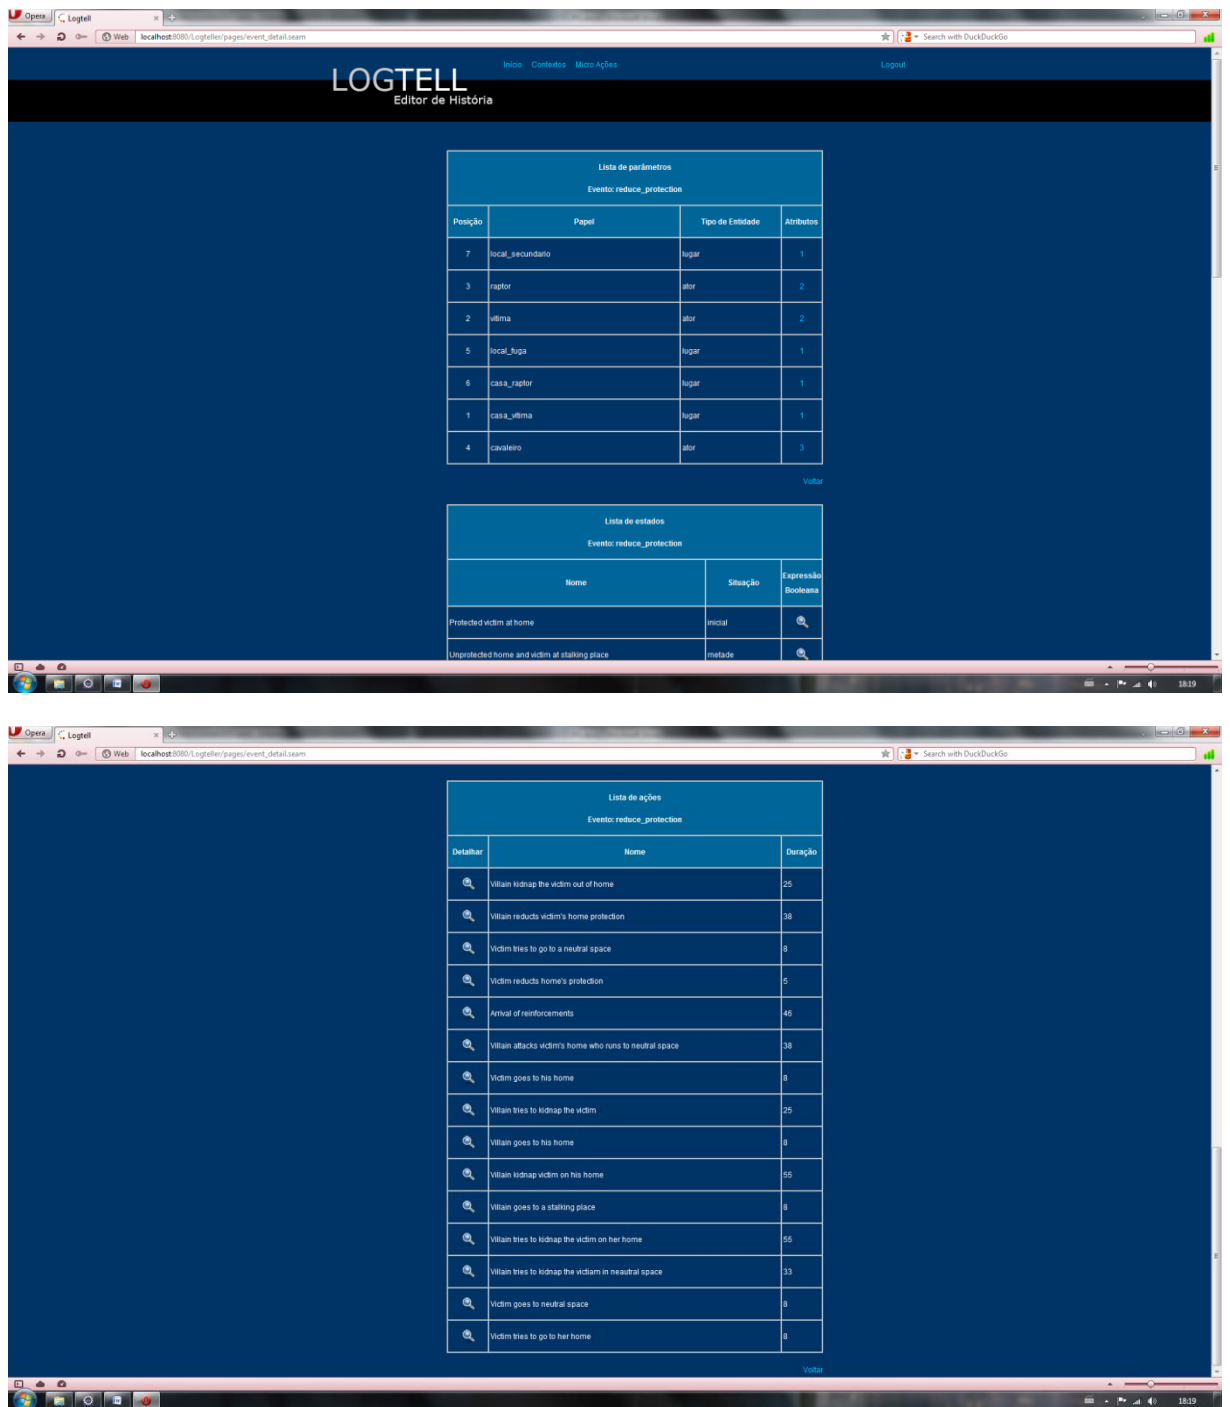 Opera Logtell
Web localhost:8080/Logteller/pages/event_detail.seam Search with DuckDuckGo
Início Contextos Micro Ações Logout
LOGTELL
Editor de História
Lista de parâmetros
Evento: reduce_protection
Posição Papel Tipo de Entidade Atributos
7 local_secundario lugar 1
3 raptor ator 2
2 vitima ator 2
5 local_fuga lugar 1
6 casa_raptor lugar 1
1 casa_vitima lugar 1
4 cavaleiro ator 3
Voltar
Lista de estados
Evento: reduce_protection
Nome Situação Expressão Booleana
Protected victim at home inicial
Unprotected home and victim at stalking place metade
18:19
Opera Logtell
Web localhost:8080/Logteller/pages/event_detail.seam Search with DuckDuckGo
Lista de ações
Evento: reduce_protection
Detalhar Nome Duração
Villain kidnap the victim out of home 25
Villain reducts victim's home protection 38
Victim tries to go to a neutral space 8
Victim reducts home's protection 5
Arrival of reinforcements 46
Villain attacks victim's home who runs to neutral space 38
Victim goes to his home 8
Villain tries to kidnap the victim 25
Villain goes to his home 8
Villain kidnap victim on his home 55
Villain goes to a stalking place 8
Villain tries to kidnap the victim on her home 55
Villain tries to kidnap the victiam in neautral space 33
Victim goes to neutral space 8
Victim tries to go to her home 8
Voltar
18:19